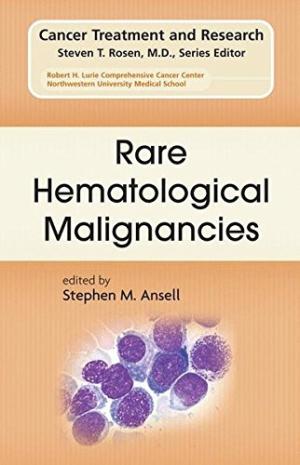 Cancer Treatment and Research
Steven T. Rosen, M.D., Series Editor
Robert H. Lurie Comprehensive Cancer Center
Northwestern University Medical School
Rare
Hematological
Malignancies
edited by
Stephen M. Ansell